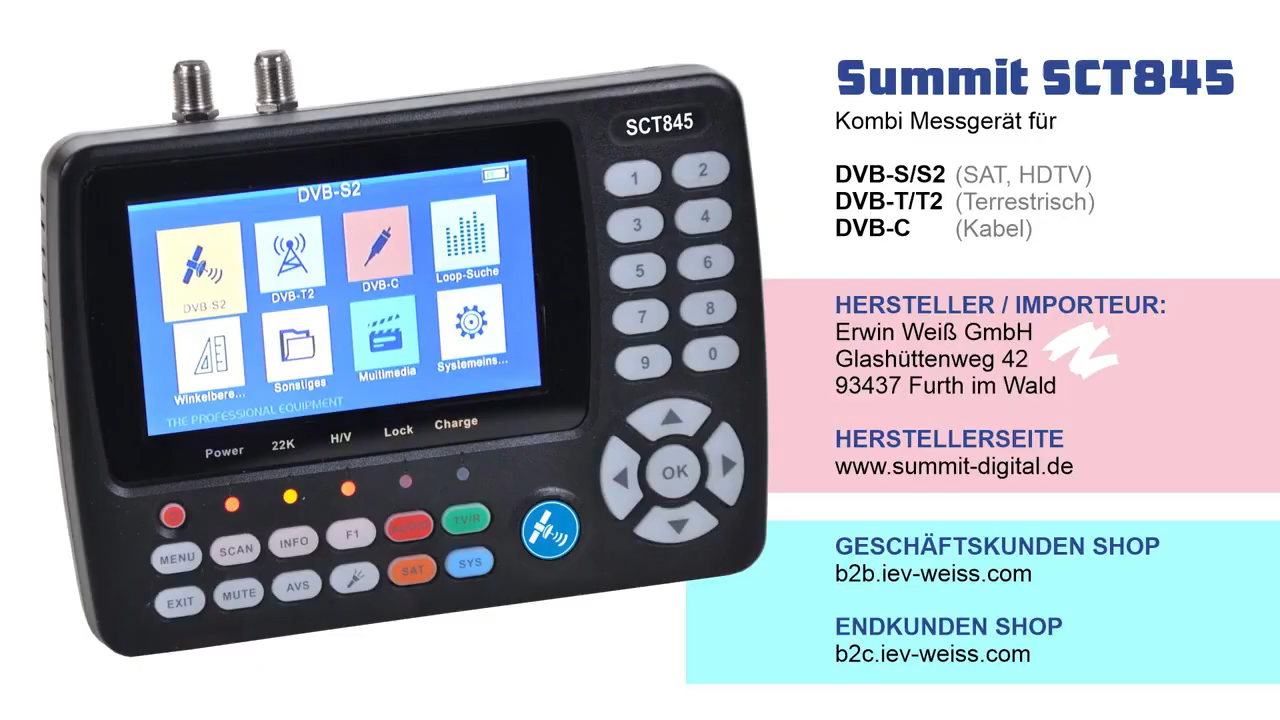 Summit SCT845
Kombi Messgerät für
DVB-S/S2 (SAT, HDTV)
DVB-T/T2 (Terrestrisch)
DVB-C (Kabel)
HERSTELLER / IMPORTEUR:
Erwin Weiß GmbH
Glashüttenweg 42
93437 Furth im Wald
HERSTELLERSEITE
www.summit-digital.de
GESCHÄFTSKUNDEN SHOP
b2b.iev-weiss.com
ENDKUNDEN SHOP
b2c.iev-weiss.com
SCT845
DVB-S2
DVB-S2 DVB-T2 DVB-C Loop-Suche
Winkelbere... Sonstiges Multimedia Systemeins...
THE PROFESSIONAL EQUIPMENT
Power 22K H/V Lock Charge
1 2
3 4
5 6
7 8
9 0
OK
MENU SCAN INFO F1 TV/R
EXIT MUTE AVS SAT SYS